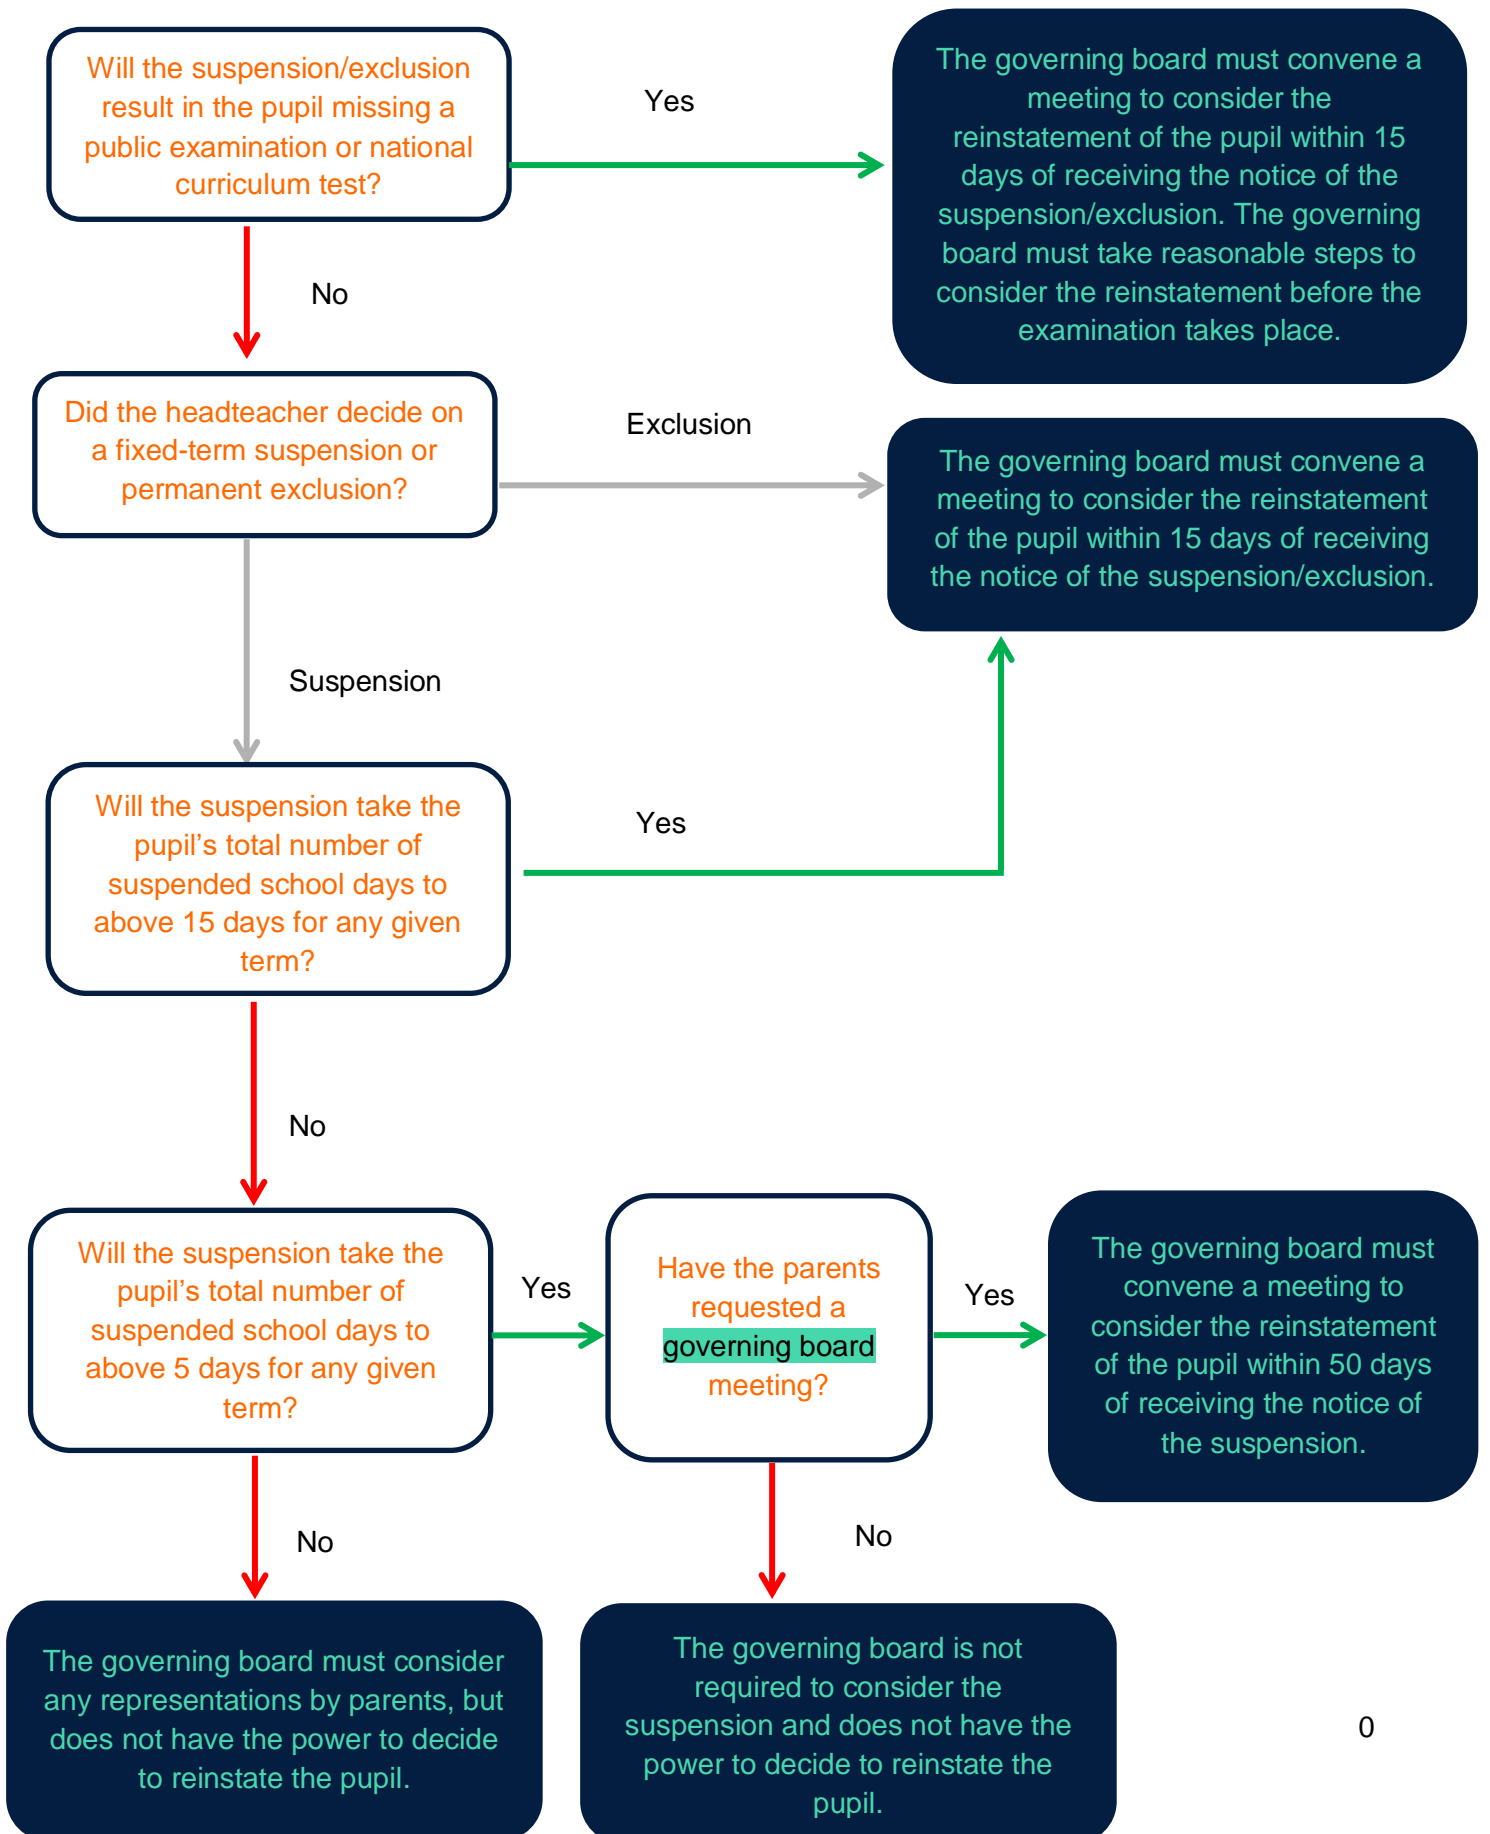 Will the suspension/exclusion
result in the pupil missing a
public examination or national
curriculum test?
Yes
The governing board must convene a
meeting to consider the
reinstatement of the pupil within 15
days of receiving the notice of the
suspension/exclusion. The governing
board must take reasonable steps to
consider the reinstatement before the
examination takes place.
No
Did the headteacher decide on
a fixed-term suspension or
permanent exclusion?
Exclusion
The governing board must convene a
meeting to consider the reinstatement
of the pupil within 15 days of receiving
the notice of the suspension/exclusion.
Suspension
Will the suspension take the
pupil’s total number of
suspended school days to
above 15 days for any given
term?
Yes
No
Will the suspension take the
pupil’s total number of
suspended school days to
above 5 days for any given
term?
Yes
Have the parents
requested a
governing board
meeting?
Yes
The governing board must
convene a meeting to
consider the reinstatement
of the pupil within 50 days
of receiving the notice of
the suspension.
No
No
The governing board must consider
any representations by parents, but
does not have the power to decide
to reinstate the pupil.
The governing board is not
required to consider the
suspension and does not have the
power to decide to reinstate the
pupil.
0